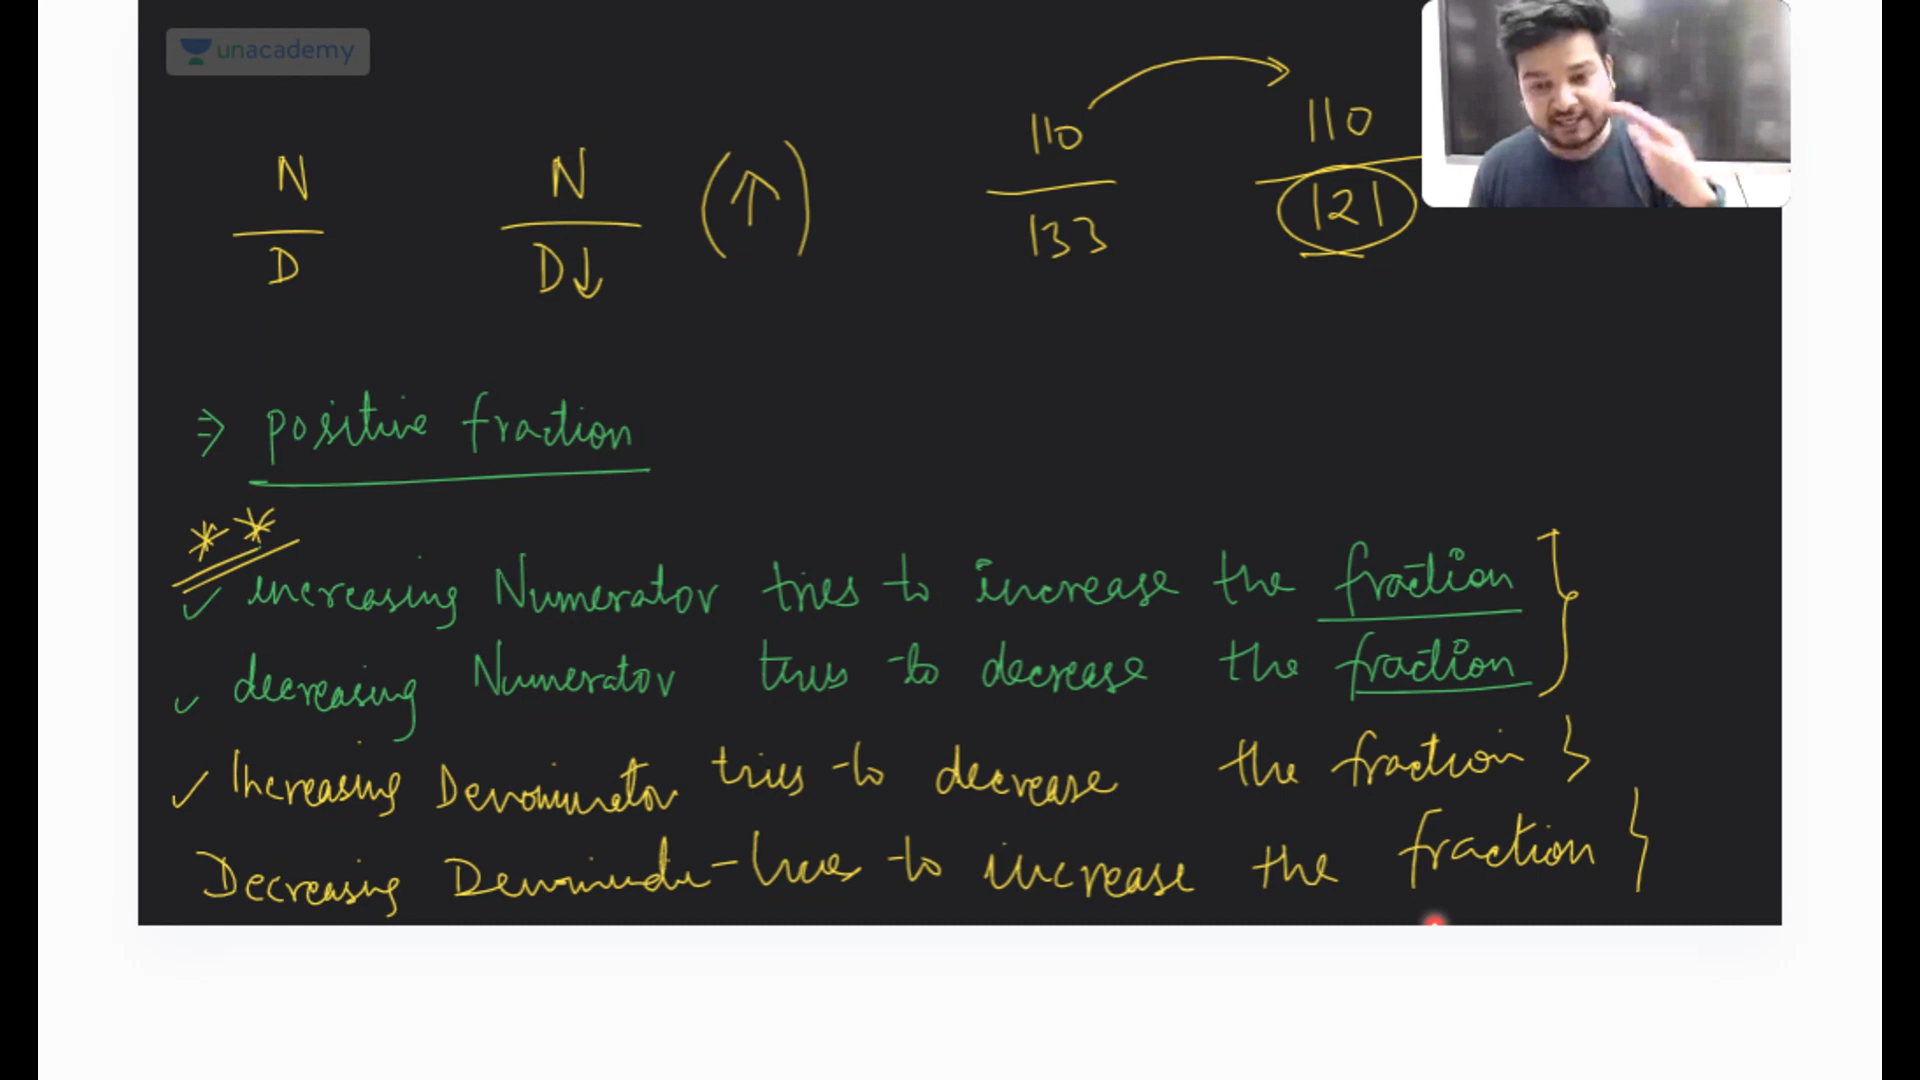 unacademy
N/D N/D↓ (↑) 110/133 110/121
⇒ positive fraction
** 
✓ increasing Numerator tries to increase the fraction
✓ decreasing Numerator tries to decrease the fraction
✓ Increasing Denominator tries to decrease the fraction
Decreasing tries to increase the fraction